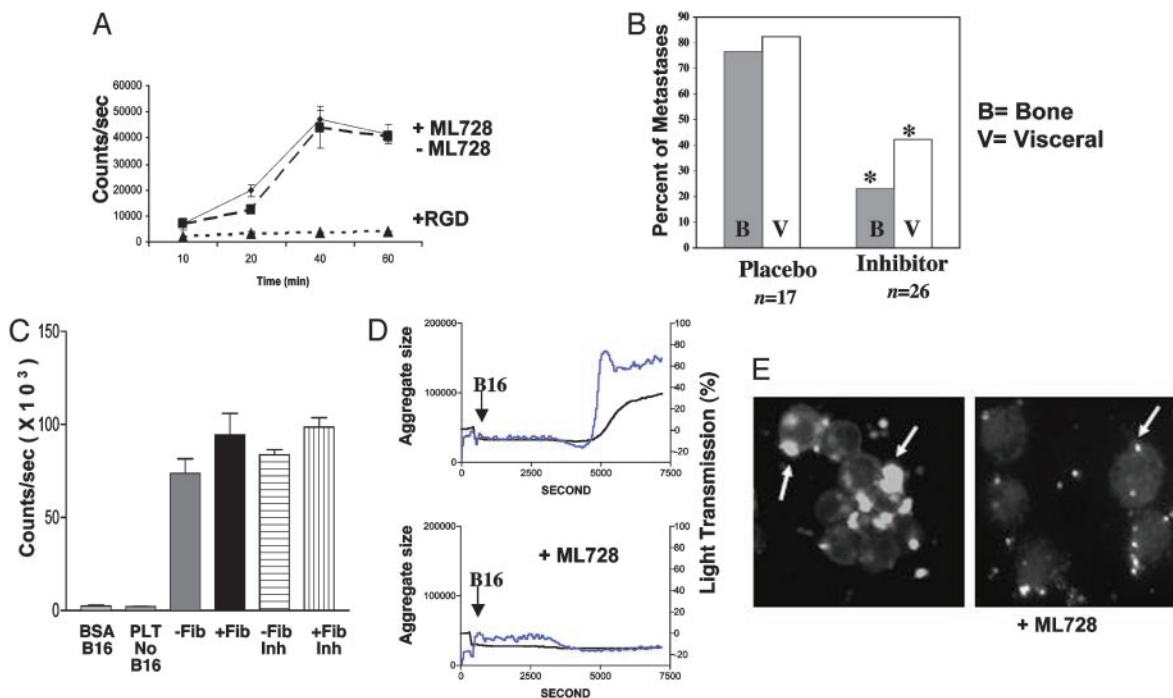 A
Counts/sec
60000
50000
40000
30000
20000
10000
0
10 20 40 60
Time (min)
+ ML728
- ML728
+RGD
B
Percent of Metastases
90
80
70
60
50
40
30
20
10
0
B V
* *
B V
Placebo Inhibitor
n=17 n=26
B= Bone
V= Visceral
C
Counts/sec ( X 10 3 )
150
100
50
0
BSA B16
PLT No B16
-Fib
+Fib
-Fib Inh
+Fib Inh
D
Aggregate size
200000
100000
0
B16
100
80
60
40
20
0
-20
0 2500 5000 7500
SECOND
Light Transmission (%)
Aggregate size
200000
100000
0
+ ML728
B16
100
80
60
40
20
0
-20
0 2500 5000 7500
SECOND
E
+ ML728